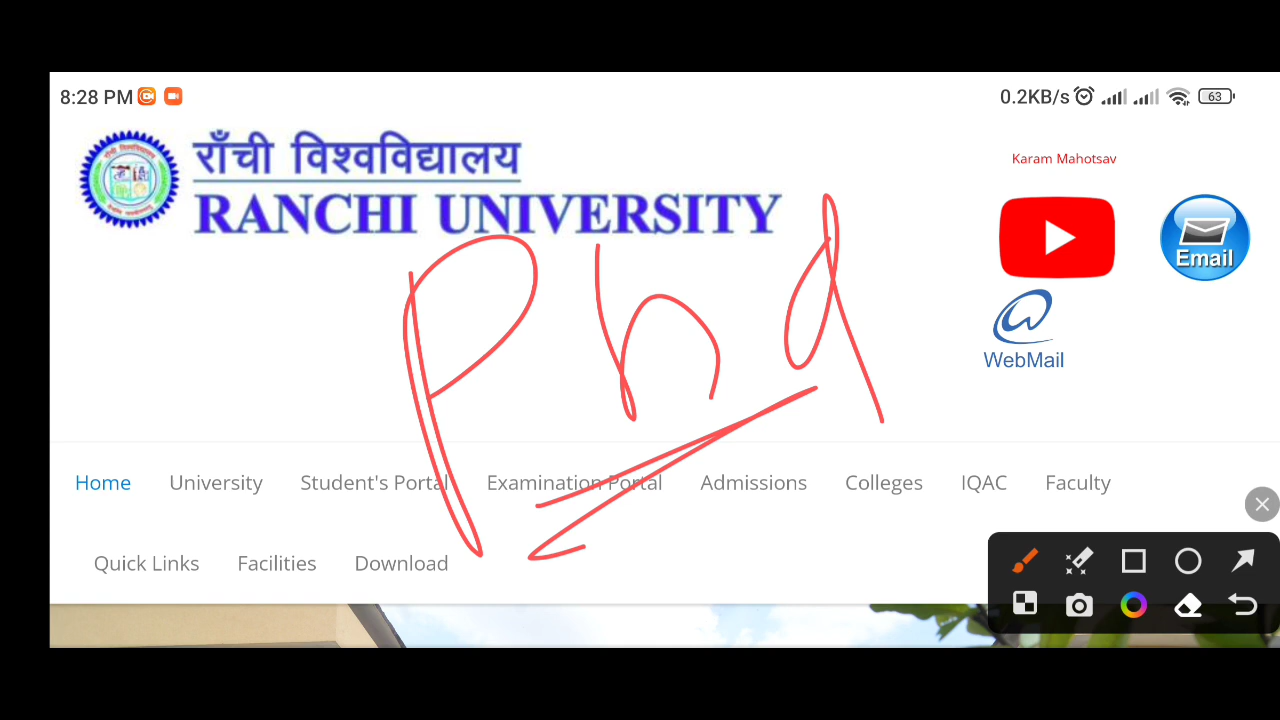 8:28 PM
0.2KB/s 63
राँची विश्वविद्यालय
RANCHI UNIVERSITY
Karam Mahotsav
Email
WebMail
Phd
Home University Student's Portal Examination Portal Admissions Colleges IQAC Faculty
Quick Links Facilities Download